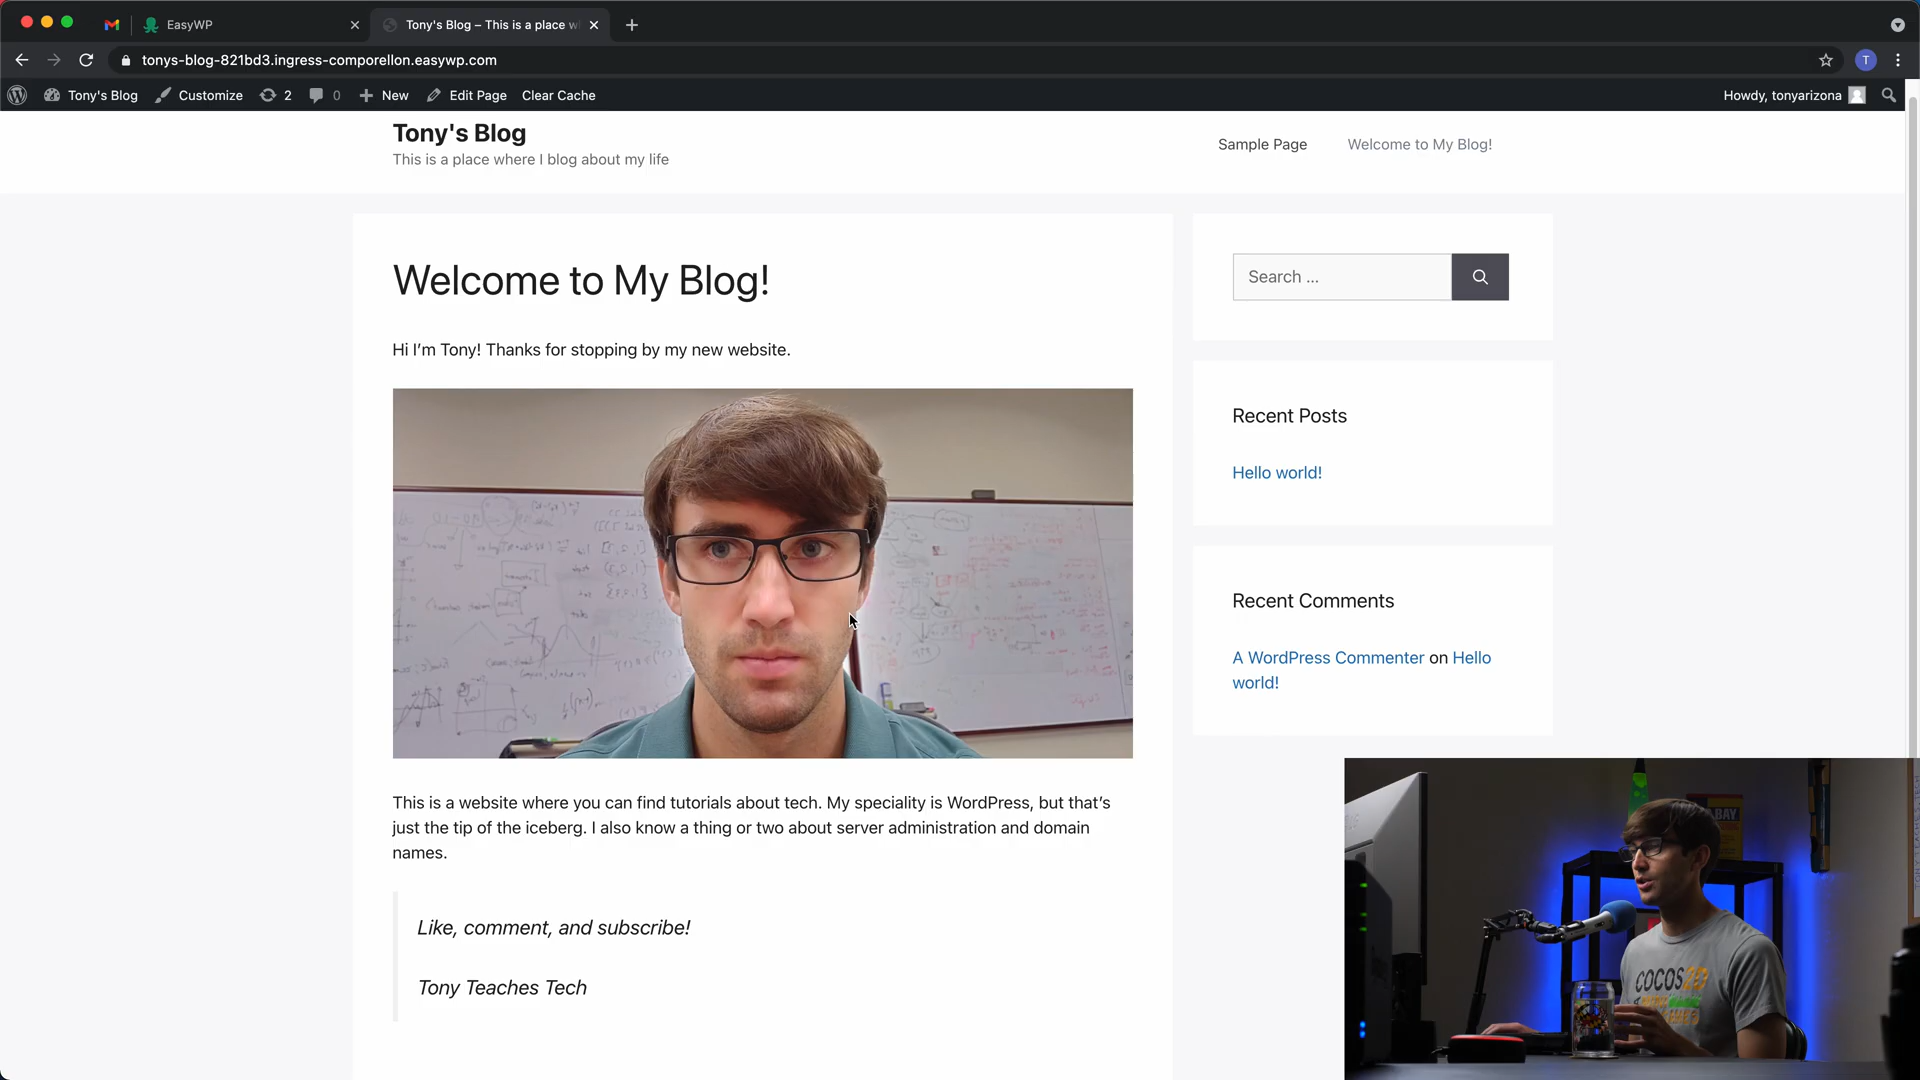 EasyWP
Tony's Blog – This is a place w
tonys-blog-821bd3.ingress-comporellon.easywp.com
T
Tony's Blog
Customize
2
0
New
Edit Page
Clear Cache
Howdy, tonyarizona
Tony's Blog
This is a place where I blog about my life
Sample Page
Welcome to My Blog!
Welcome to My Blog!
Hi I'm Tony! Thanks for stopping by my new website.
This is a website where you can find tutorials about tech. My speciality is WordPress, but that's
just the tip of the iceberg. I also know a thing or two about server administration and domain
names.
Like, comment, and subscribe!
Tony Teaches Tech
Search ...
Recent Posts
Hello world!
Recent Comments
A WordPress Commenter on Hello
world!
BAY
COCOS2D